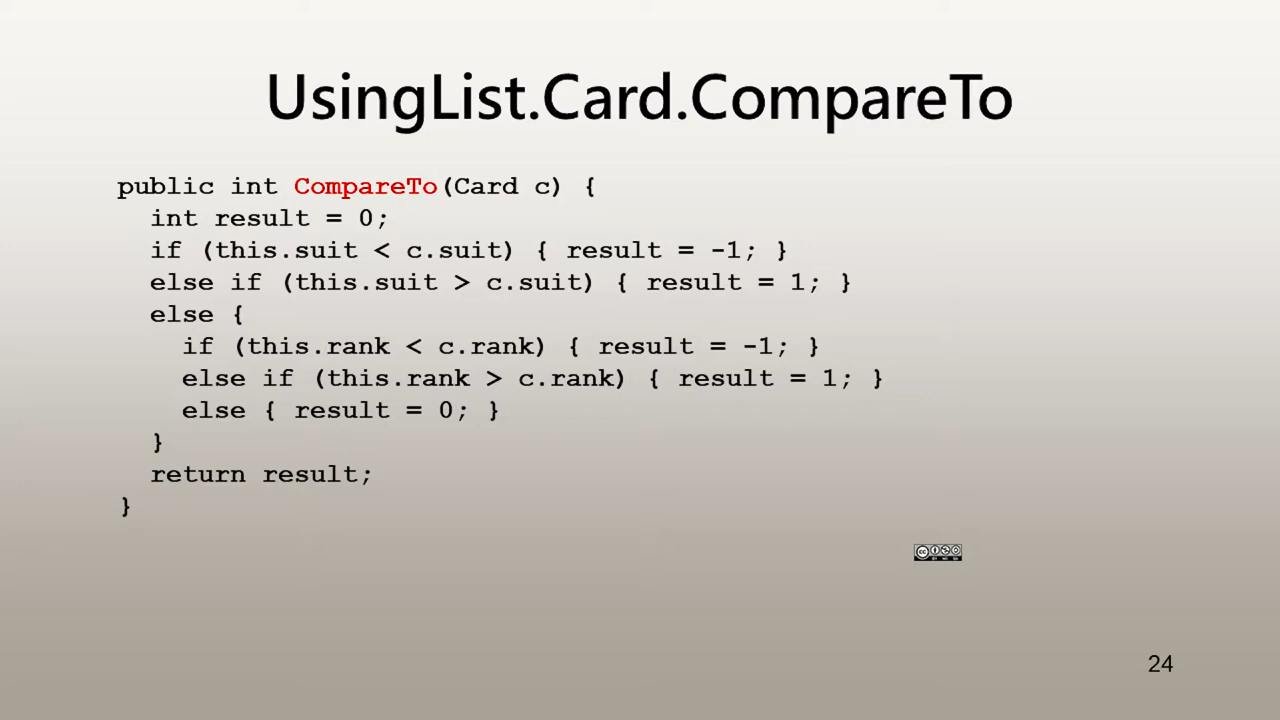 UsingList.Card.CompareTo
public int CompareTo(Card c) {
  int result = 0;
  if (this.suit < c.suit) { result = -1; }
  else if (this.suit > c.suit) { result = 1; }
  else {
    if (this.rank < c.rank) { result = -1; }
    else if (this.rank > c.rank) { result = 1; }
    else { result = 0; }
  }
  return result;
}
24